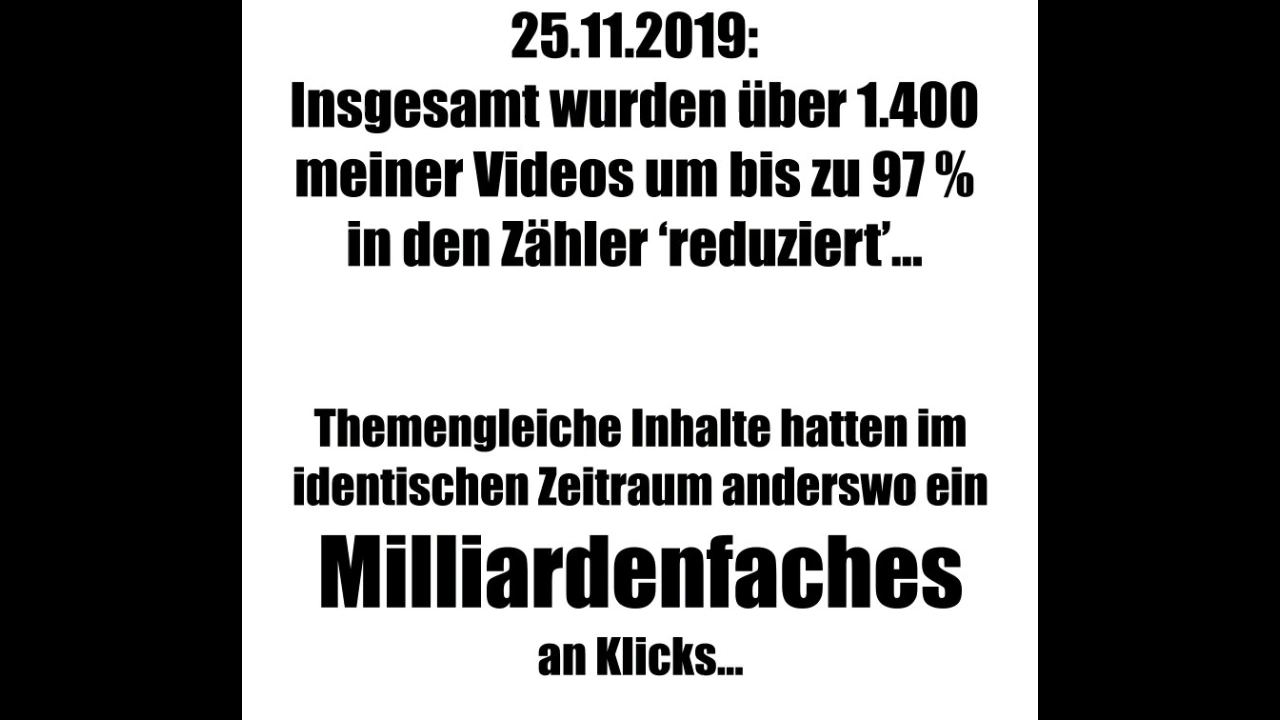 25.11.2019:
Insgesamt wurden über 1.400
meiner Videos um bis zu 97 %
in den Zähler ‘reduziert’...
Themengleiche Inhalte hatten im
identischen Zeitraum anderswo ein
Milliardenfaches
an Klicks...